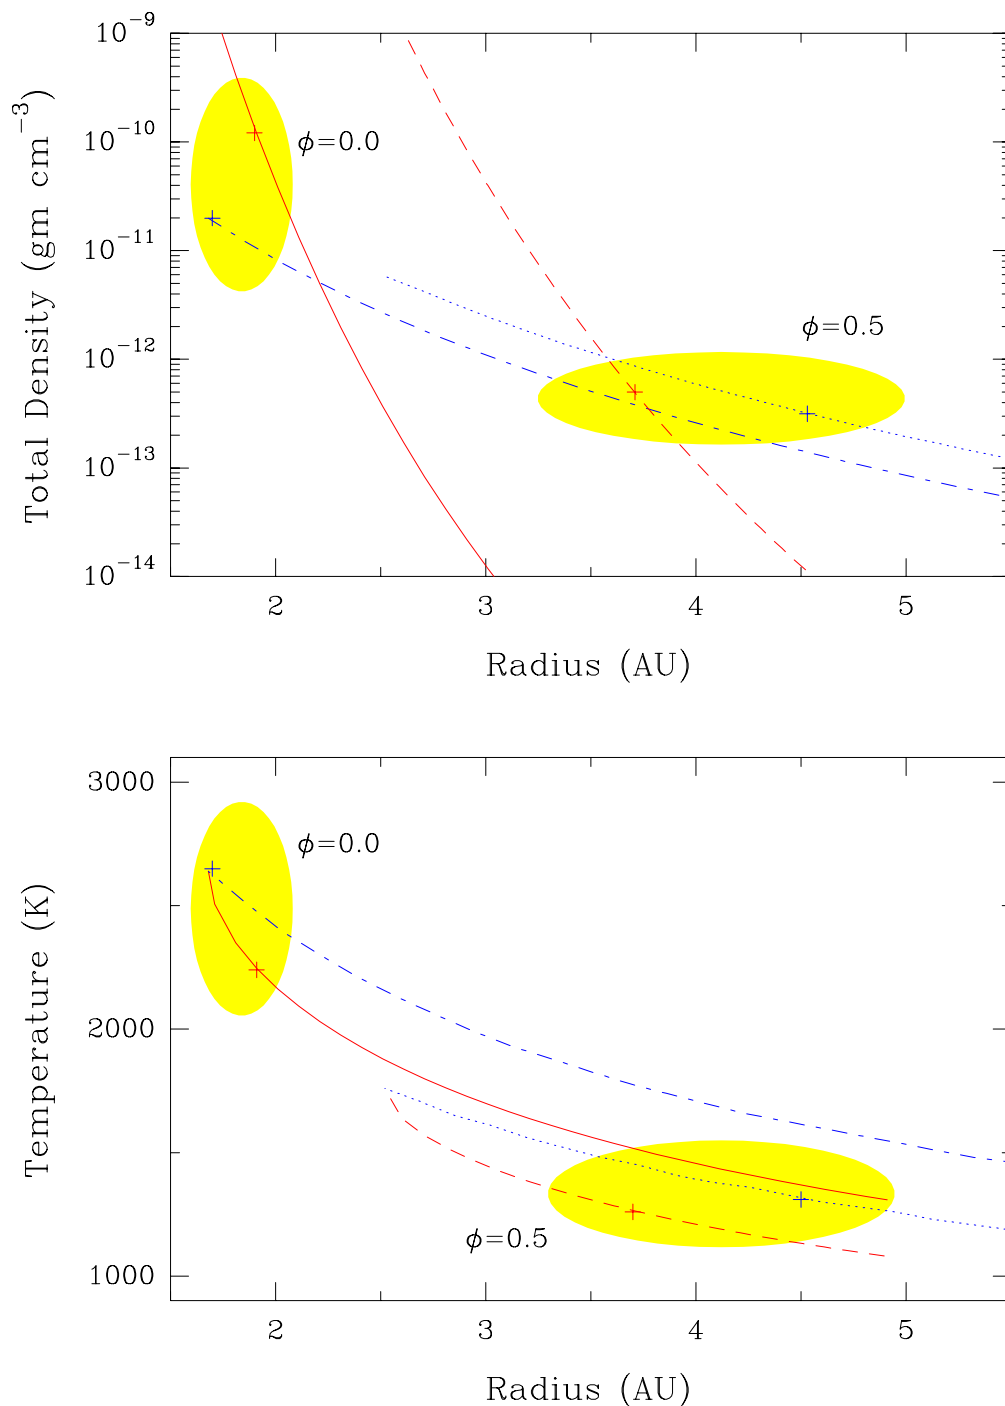 10⁻⁹
10⁻¹⁰
10⁻¹¹
10⁻¹²
10⁻¹³
10⁻¹⁴
Total Density (gm cm⁻³)
ϕ=0.0
ϕ=0.5
2 3 4 5
Radius (AU)
3000
2000
1000
Temperature (K)
ϕ=0.0
ϕ=0.5
2 3 4 5
Radius (AU)